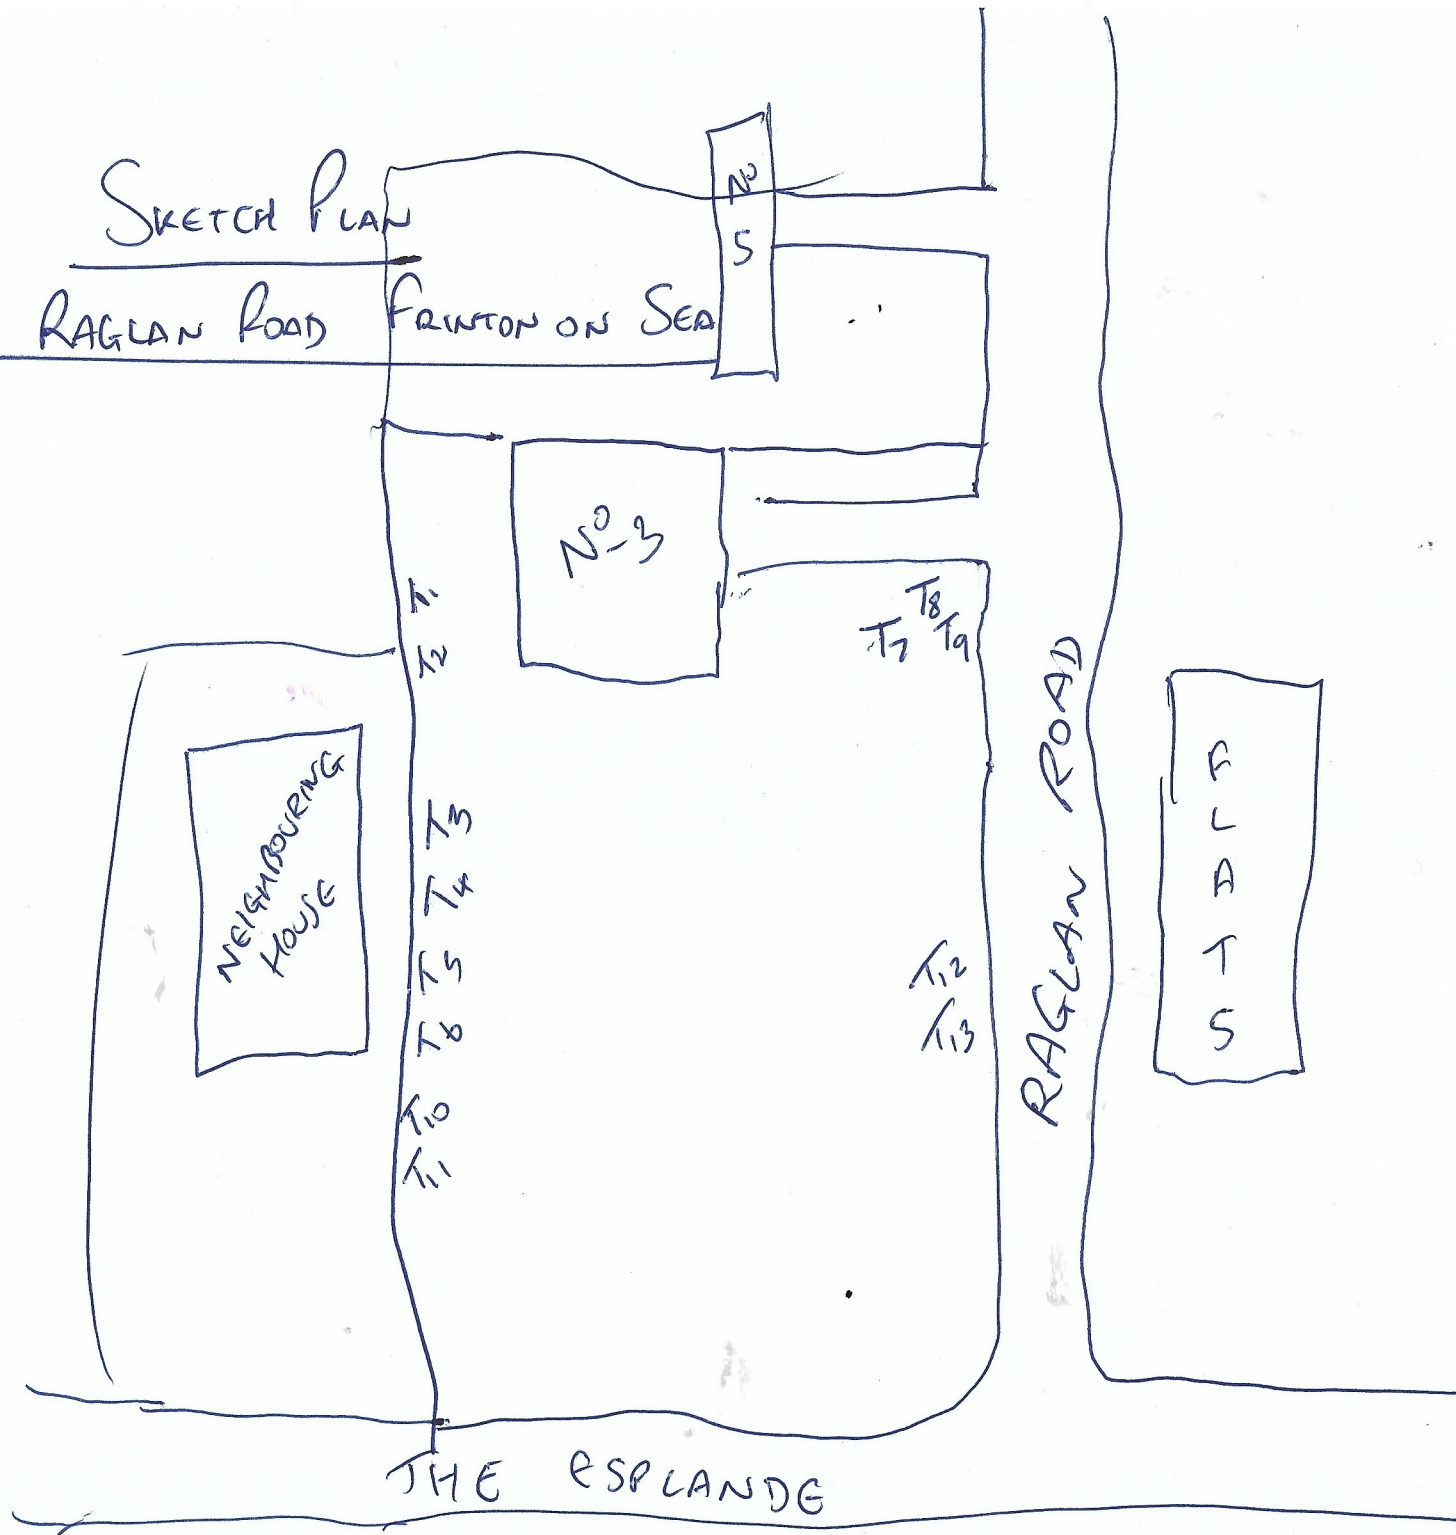 SKETCH PLAN
RAGLAN ROAD FRINTON ON SEA
No 5
No-3
T1
T2
T8
T7 T9
NEIGHBOURING
HOUSE
T3
T4
T5
T6
T10
T11
T12
T13
RAGLAN ROAD
FLATS
THE ESPLANDE